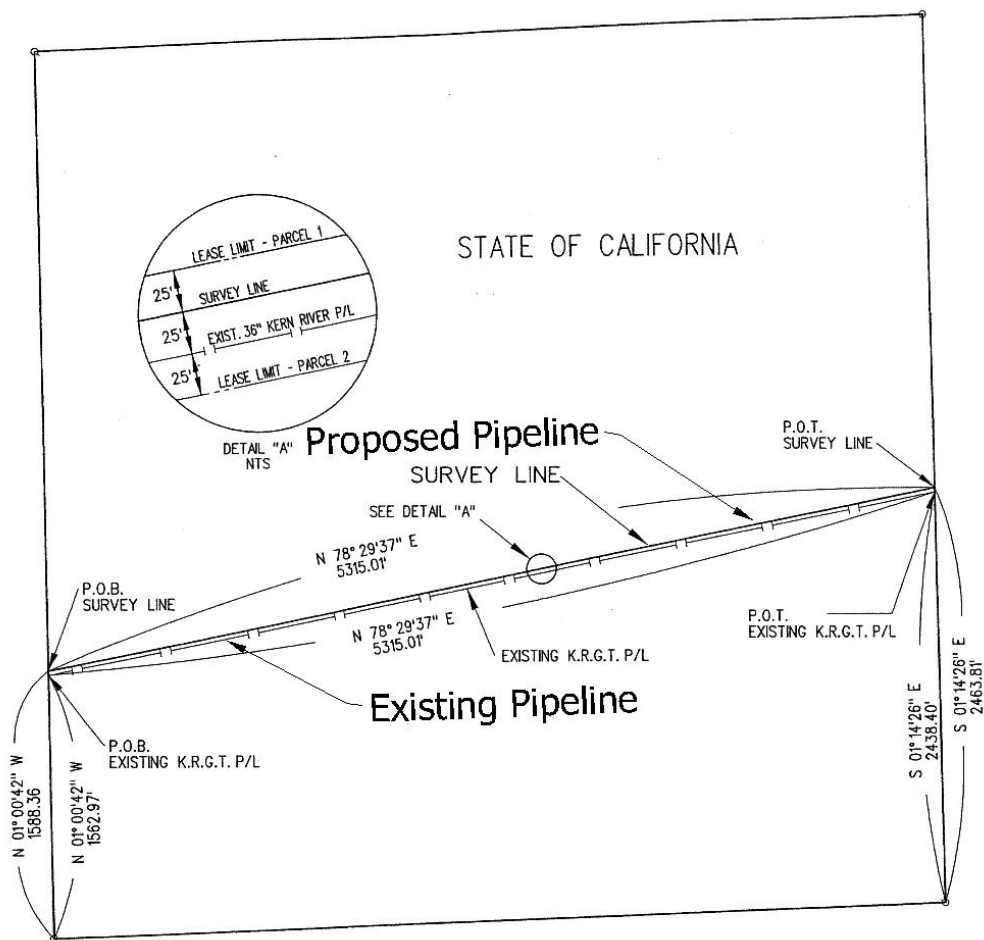 STATE OF CALIFORNIA
LEASE LIMIT - PARCEL 1
25'
SURVEY LINE
25'
EXIST. 36" KERN RIVER P/L
25'
LEASE LIMIT - PARCEL 2
DETAIL "A"
NTS
Proposed Pipeline
SURVEY LINE
P.O.T.
SURVEY LINE
SEE DETAIL "A"
N 78° 29'37" E
5315.01'
P.O.B.
SURVEY LINE
N 78° 29'37" E
5315.01'
EXISTING K.R.G.T. P/L
P.O.T.
EXISTING K.R.G.T. P/L
Existing Pipeline
P.O.B.
EXISTING K.R.G.T. P/L
N 01° 00'42" W
1588.36
N 01° 00'42" W
1562.97'
S 01° 14'26" E
2438.40'
S 01° 14'26" E
2463.81'